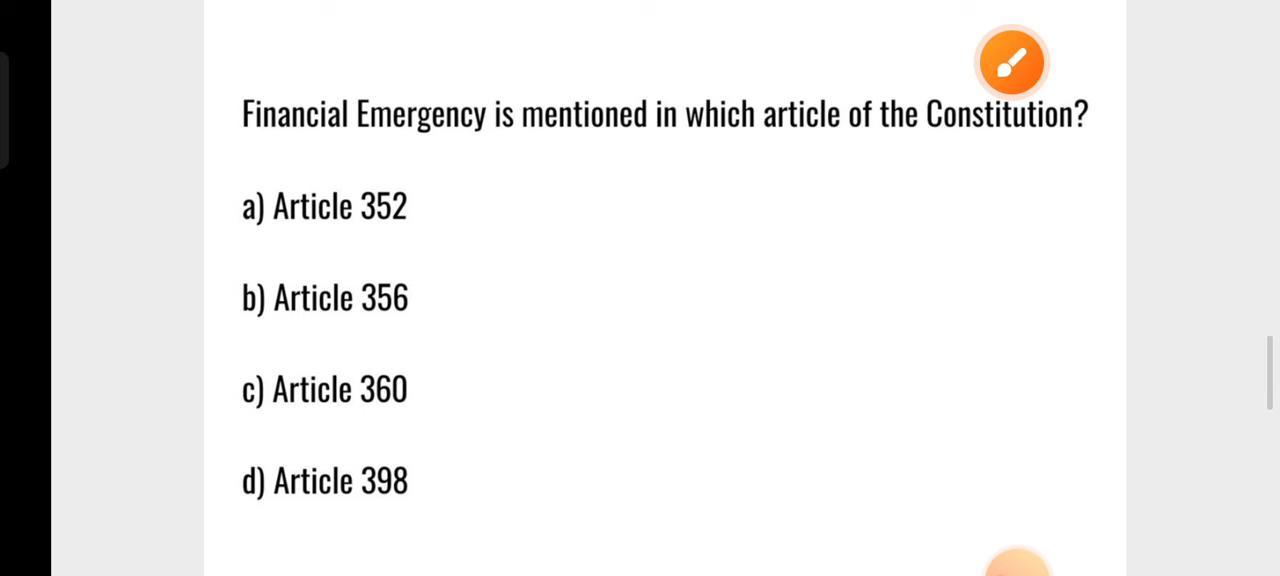 Financial Emergency is mentioned in which article of the Constitution?
a) Article 352
b) Article 356
c) Article 360
d) Article 398